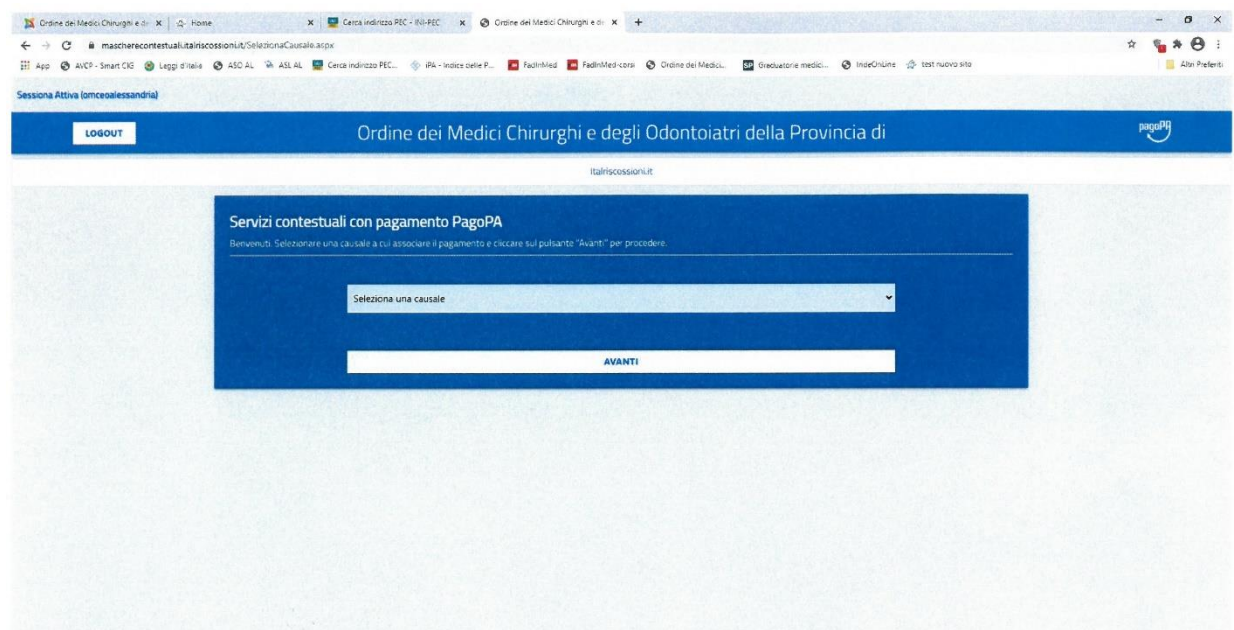 Ordine dei Medici Chirurghi e di
Home
Cerca indirizzo PEC - INI-PEC
Ordine dei Medici Chirurghi e di
mascherecontestuali.italriscossioni.it/SelezionaCausale.aspx
App AVCP - Smart CIG Leggi d'Italia ASO AL ASL AL Cerca indirizzo PEC... iPA - Indice delle P... FadInMed FadInMed-corsi Ordine dei Medici... Graduatorie medici... IndeOnLine test nuovo sito Altri Preferiti
Sessiona Attiva (omceoalessandria)
LOGOUT
Ordine dei Medici Chirurghi e degli Odontoiatri della Provincia di
pagoPA
italriscossioni.it
Servizi contestuali con pagamento PagoPA
Benvenuti. Selezionare una causale a cui associare il pagamento e cliccare sul pulsante "Avanti" per procedere.
Seleziona una causale
AVANTI